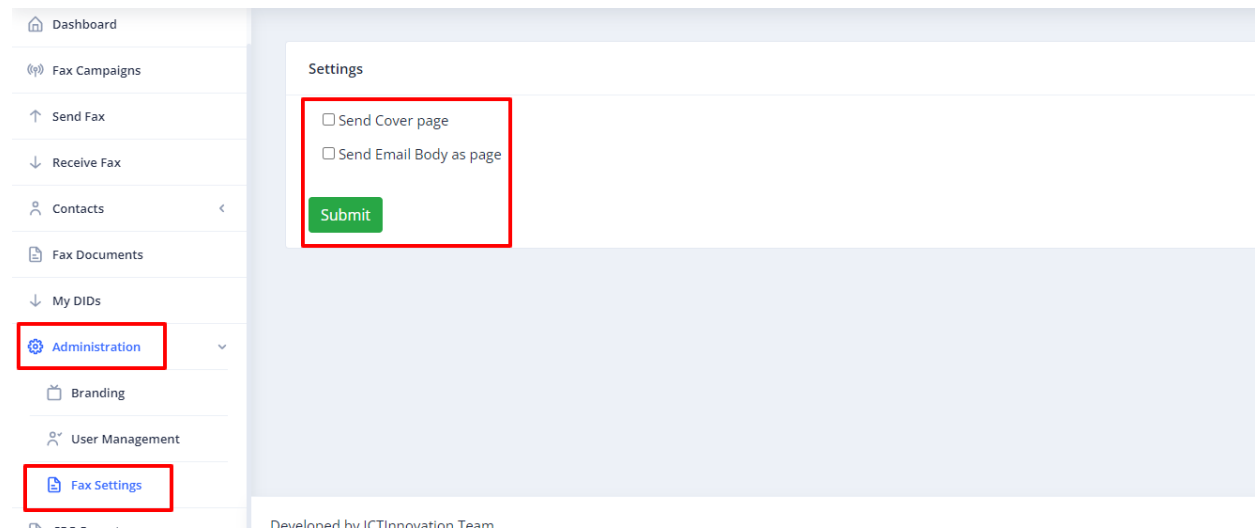 Dashboard
Fax Campaigns
Send Fax
Receive Fax
Contacts
Fax Documents
My DIDs
Administration
Branding
User Management
Fax Settings
Settings
Send Cover page
Send Email Body as page
Submit
Developed by ICTInnovation Team